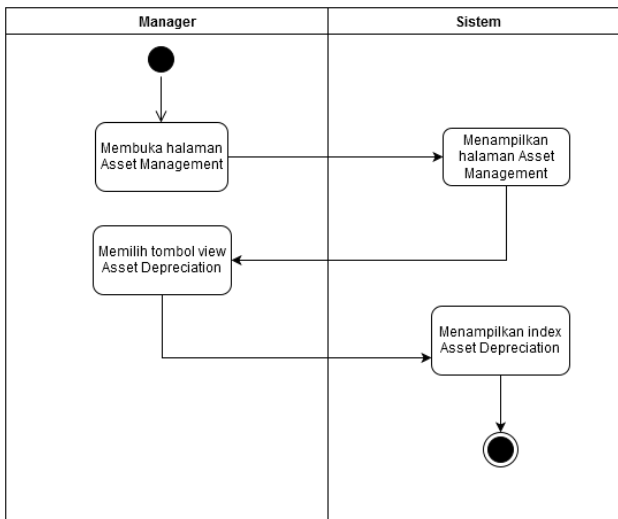 Manager
Sistem
Membuka halaman
Asset Management
Menampilkan
halaman Asset
Management
Memilih tombol view
Asset Depreciation
Menampilkan index
Asset Depreciation